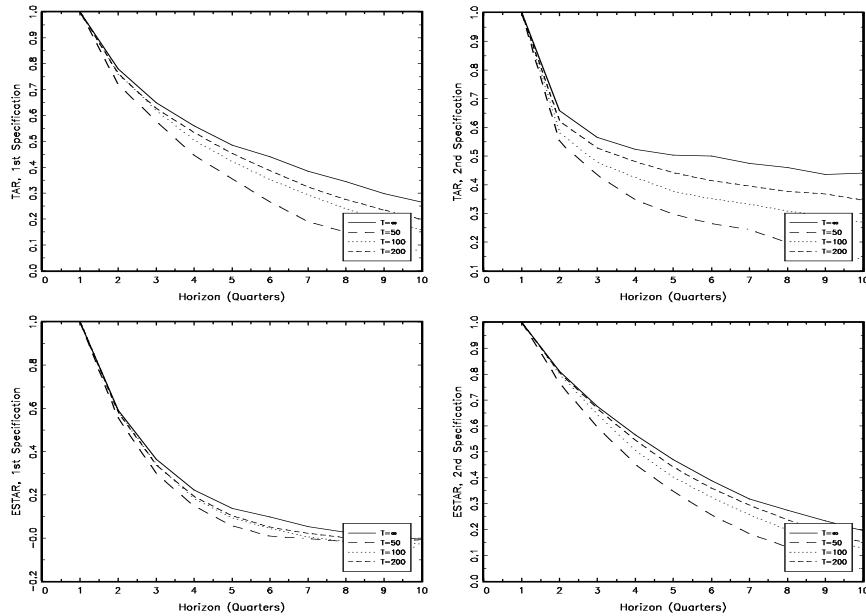 TAR, 1st Specification
1.0
0.9
0.8
0.7
0.6
0.5
0.4
0.3
0.2
0.1
0.0
T=∞
T=50
T=100
T=200
0 1 2 3 4 5 6 7 8 9 10
Horizon (Quarters)
TAR, 2nd Specification
1.0
0.9
0.8
0.7
0.6
0.5
0.4
0.3
0.2
0.1
T=∞
T=50
T=100
T=200
0 1 2 3 4 5 6 7 8 9 10
Horizon (Quarters)
ESTAR, 1st Specification
1.0
0.8
0.6
0.4
0.2
-0.0
-0.2
T=∞
T=50
T=100
T=200
0 1 2 3 4 5 6 7 8 9 10
Horizon (Quarters)
ESTAR, 2nd Specification
1.0
0.9
0.8
0.7
0.6
0.5
0.4
0.3
0.2
0.1
0.0
T=∞
T=50
T=100
T=200
0 1 2 3 4 5 6 7 8 9 10
Horizon (Quarters)